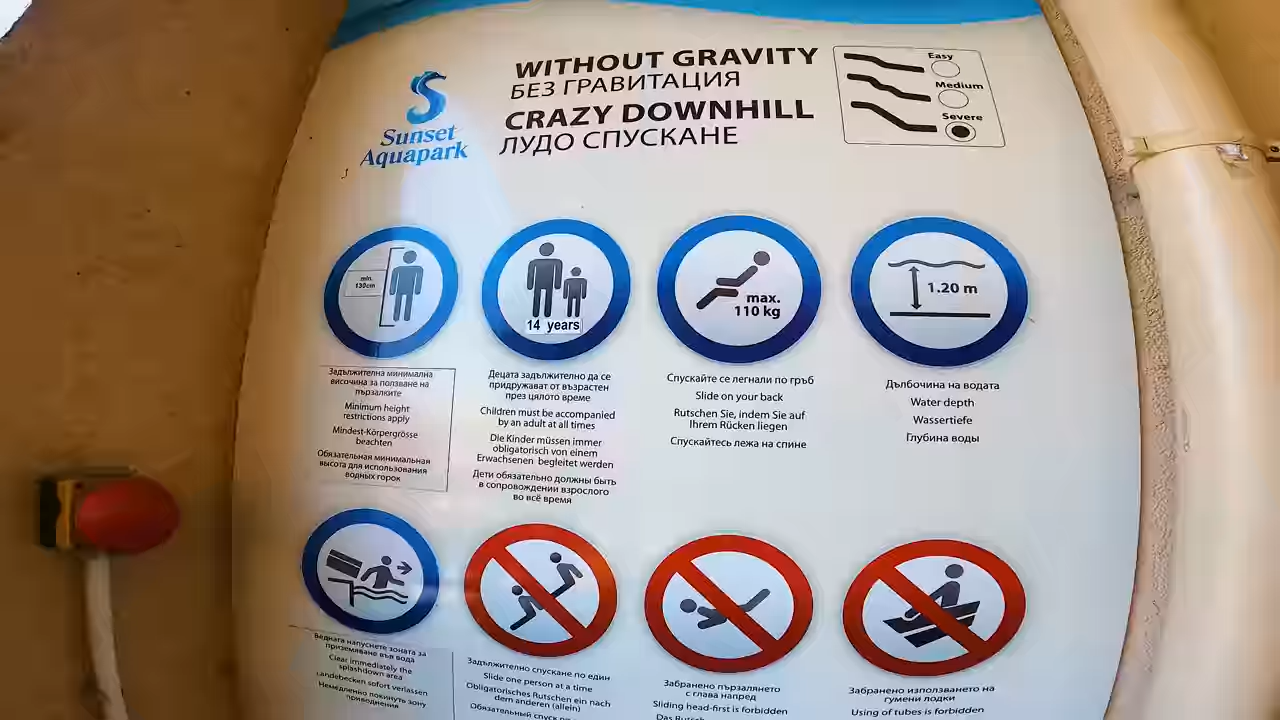 WITHOUT GRAVITY
БЕЗ ГРАВИТАЦИЯ
CRAZY DOWNHILL
ЛУДО СПУСКАНЕ
Sunset
Aquapark
Easy
Medium
Severe
min.
130cm
14 years
max.
110 kg
1.20 m
Задължителна минимална
височина за ползване на
пързалките
Minimum height
restrictions apply
Mindest-Körpergrösse
beachten
Обязательная минимальная
высота для использования
водных горок
Децата задължително да се
придружават от възрастен
през цялото време
Children must be accompanied
by an adult at all times
Die Kinder müssen immer
obligatorisch von einem
Erwachsenen begleitet werden
Дети обязательно должны быть
в сопровождении взрослого
во всё время
Спускайте се легнали по гръб
Slide on your back
Rutschen Sie, indem Sie auf
Ihrem Rücken liegen
Спускайтесь лежа на спине
Дълбочина на водата
Water depth
Wassertiefe
Глубина воды
Веднага напуснете зоната за
приземяване във вода
Clear immediately the
splashdown area
Landebecken sofort verlassen
Немедленно покинуть зону
приводнения
Задължително спускане по един
Slide one person at a time
Obligatorisches Rutschen ein nach
dem anderen (allein)
Обязательный спуск по
Забранено пързалянето
с глава напред
Sliding head-first is forbidden
Das
Забранено използването на
гумени лодки
Using of tubes is forbidden